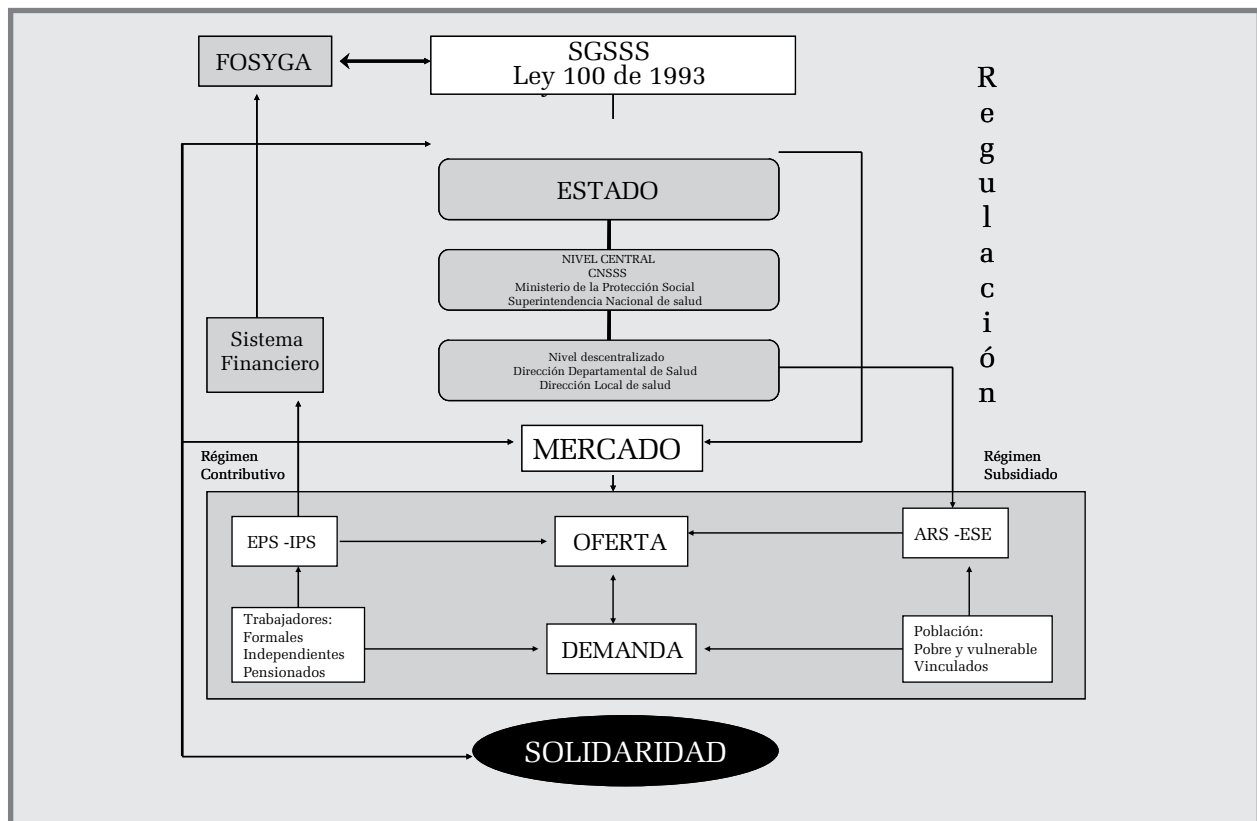 FOSYGA
SGSSS
Ley 100 de 1993
Regulación
ESTADO
NIVEL CENTRAL
CNSSS
Ministerio de la Protección Social
Superintendencia Nacional de salud
Sistema
Financiero
Nivel descentralizado
Dirección Departamental de Salud
Dirección Local de salud
MERCADO
Régimen
Contributivo
Régimen
Subsidiado
EPS -IPS
OFERTA
ARS -ESE
Trabajadores:
Formales
Independientes
Pensionados
DEMANDA
Población:
Pobre y vulnerable
Vinculados
SOLIDARIDAD